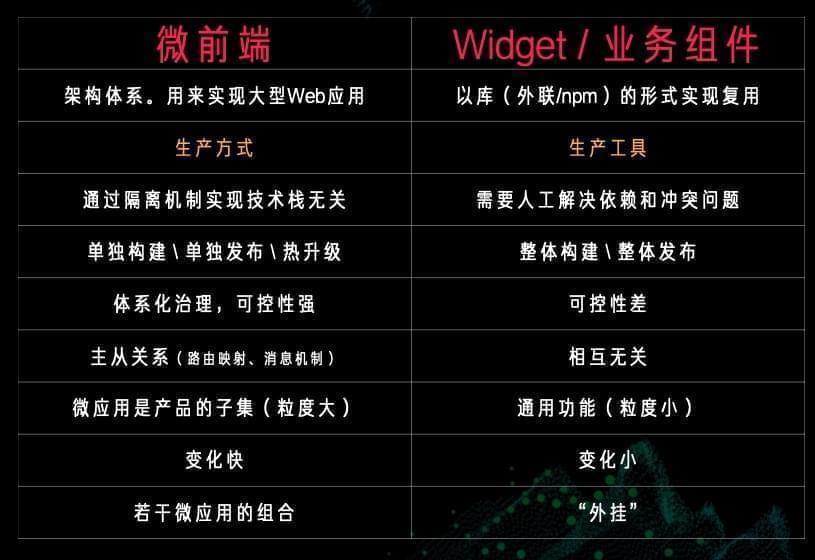 微前端
Widget / 业务组件
架构体系。用来实现大型Web应用
以库（外联/npm）的形式实现复用
生产方式
生产工具
通过隔离机制实现技术栈无关
需要人工解决依赖和冲突问题
单独构建 \ 单独发布 \ 热升级
整体构建 \ 整体发布
体系化治理，可控性强
可控性差
主从关系（路由映射、消息机制）
相互无关
微应用是产品的子集（粒度大）
通用功能（粒度小）
变化快
变化小
若干微应用的组合
“外挂”